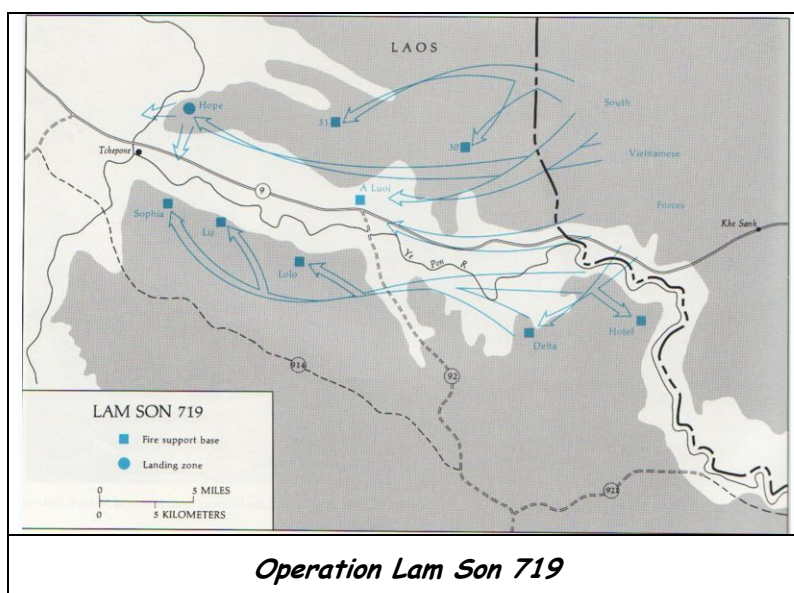 LAOS
Hope
South
31
Tchepone
30
Vietnamese
9
A Luoi
Sophia
Forces
Liz
Khe Sanh
Ye Pon R.
Lolo
Hotel
Delta
914
92
LAM SON 719
Fire support base
Landing zone
0 5 MILES
0 5 KILOMETERS
Operation Lam Son 719